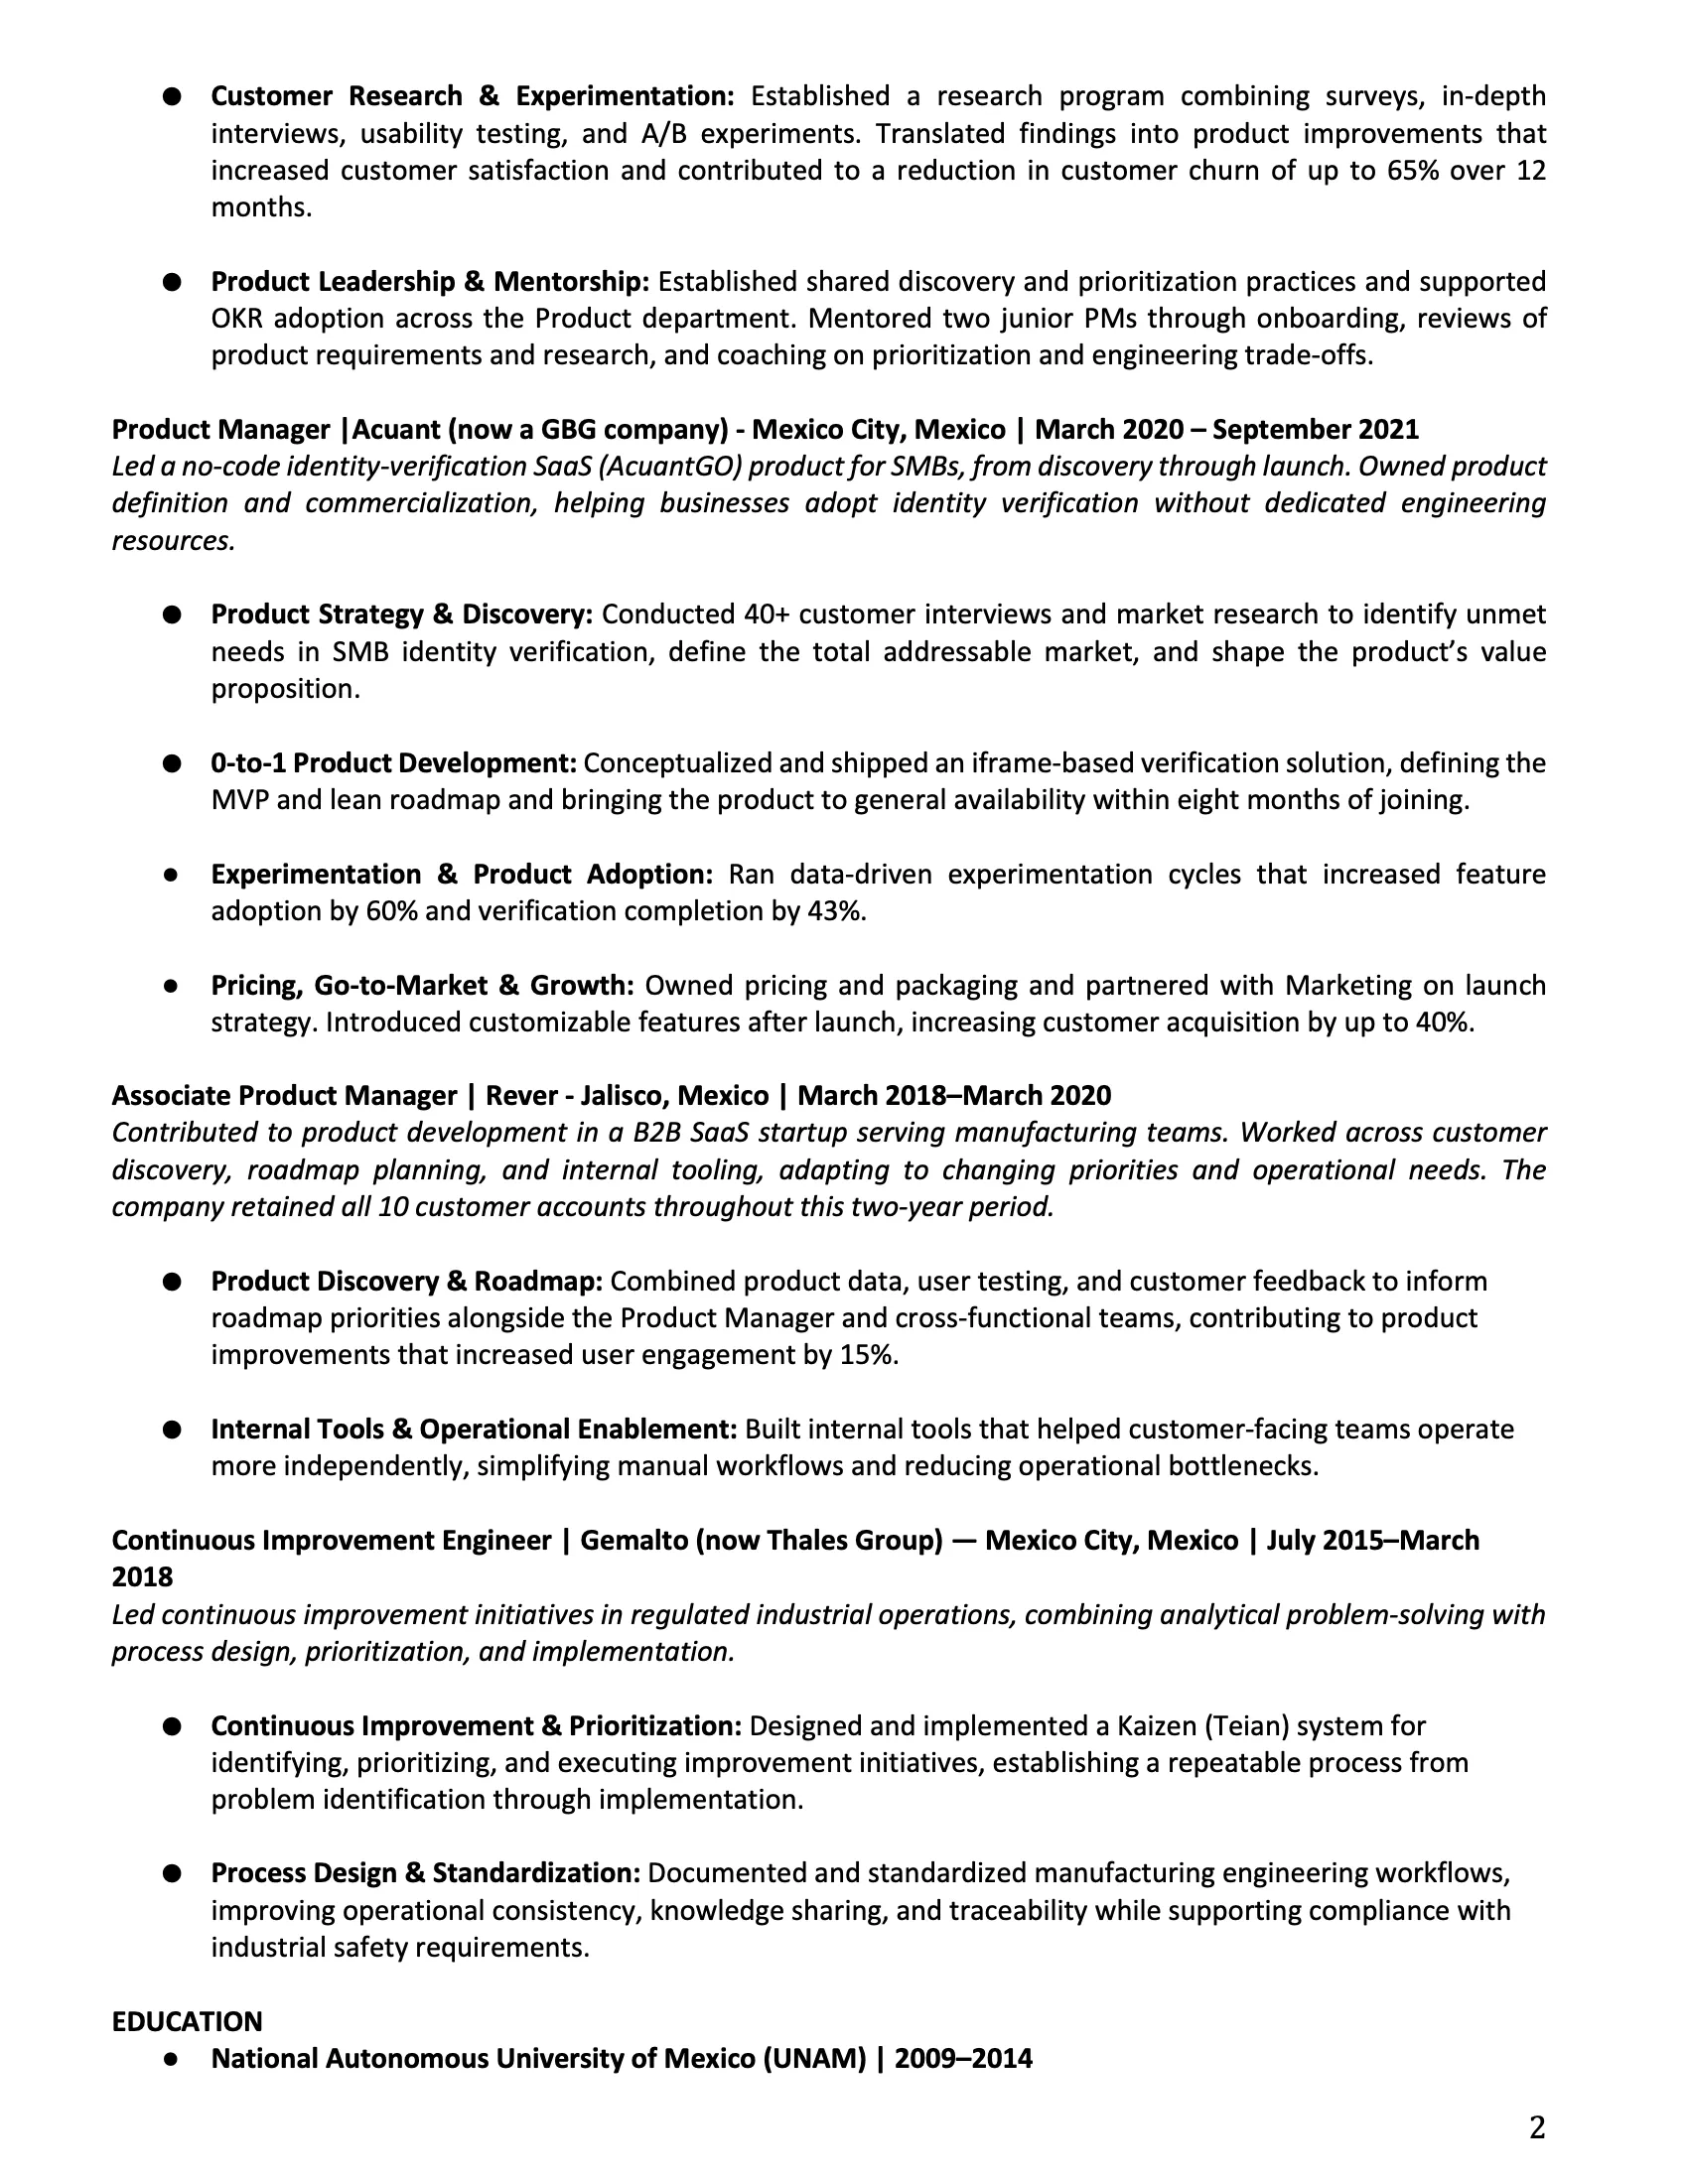 ● Customer Research & Experimentation: Established a research program combining surveys, in-depth
interviews, usability testing, and A/B experiments. Translated findings into product improvements that
increased customer satisfaction and contributed to a reduction in customer churn of up to 65% over 12
months.
● Product Leadership & Mentorship: Established shared discovery and prioritization practices and supported
OKR adoption across the Product department. Mentored two junior PMs through onboarding, reviews of
product requirements and research, and coaching on prioritization and engineering trade-offs.
Product Manager |Acuant (now a GBG company) - Mexico City, Mexico | March 2020 – September 2021
Led a no-code identity-verification SaaS (AcuantGO) product for SMBs, from discovery through launch. Owned product
definition and commercialization, helping businesses adopt identity verification without dedicated engineering
resources.
● Product Strategy & Discovery: Conducted 40+ customer interviews and market research to identify unmet
needs in SMB identity verification, define the total addressable market, and shape the product’s value
proposition.
● 0-to-1 Product Development: Conceptualized and shipped an iframe-based verification solution, defining the
MVP and lean roadmap and bringing the product to general availability within eight months of joining.
● Experimentation & Product Adoption: Ran data-driven experimentation cycles that increased feature
adoption by 60% and verification completion by 43%.
● Pricing, Go-to-Market & Growth: Owned pricing and packaging and partnered with Marketing on launch
strategy. Introduced customizable features after launch, increasing customer acquisition by up to 40%.
Associate Product Manager | Rever - Jalisco, Mexico | March 2018–March 2020
Contributed to product development in a B2B SaaS startup serving manufacturing teams. Worked across customer
discovery, roadmap planning, and internal tooling, adapting to changing priorities and operational needs. The
company retained all 10 customer accounts throughout this two-year period.
● Product Discovery & Roadmap: Combined product data, user testing, and customer feedback to inform
roadmap priorities alongside the Product Manager and cross-functional teams, contributing to product
improvements that increased user engagement by 15%.
● Internal Tools & Operational Enablement: Built internal tools that helped customer-facing teams operate
more independently, simplifying manual workflows and reducing operational bottlenecks.
Continuous Improvement Engineer | Gemalto (now Thales Group) — Mexico City, Mexico | July 2015–March
2018
Led continuous improvement initiatives in regulated industrial operations, combining analytical problem-solving with
process design, prioritization, and implementation.
● Continuous Improvement & Prioritization: Designed and implemented a Kaizen (Teian) system for
identifying, prioritizing, and executing improvement initiatives, establishing a repeatable process from
problem identification through implementation.
● Process Design & Standardization: Documented and standardized manufacturing engineering workflows,
improving operational consistency, knowledge sharing, and traceability while supporting compliance with
industrial safety requirements.
EDUCATION
● National Autonomous University of Mexico (UNAM) | 2009–2014
2